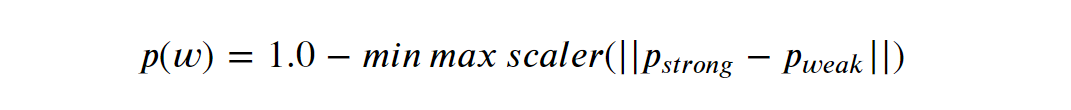 p(w) = 1.0 − min max scaler(||p_strong − p_weak||)